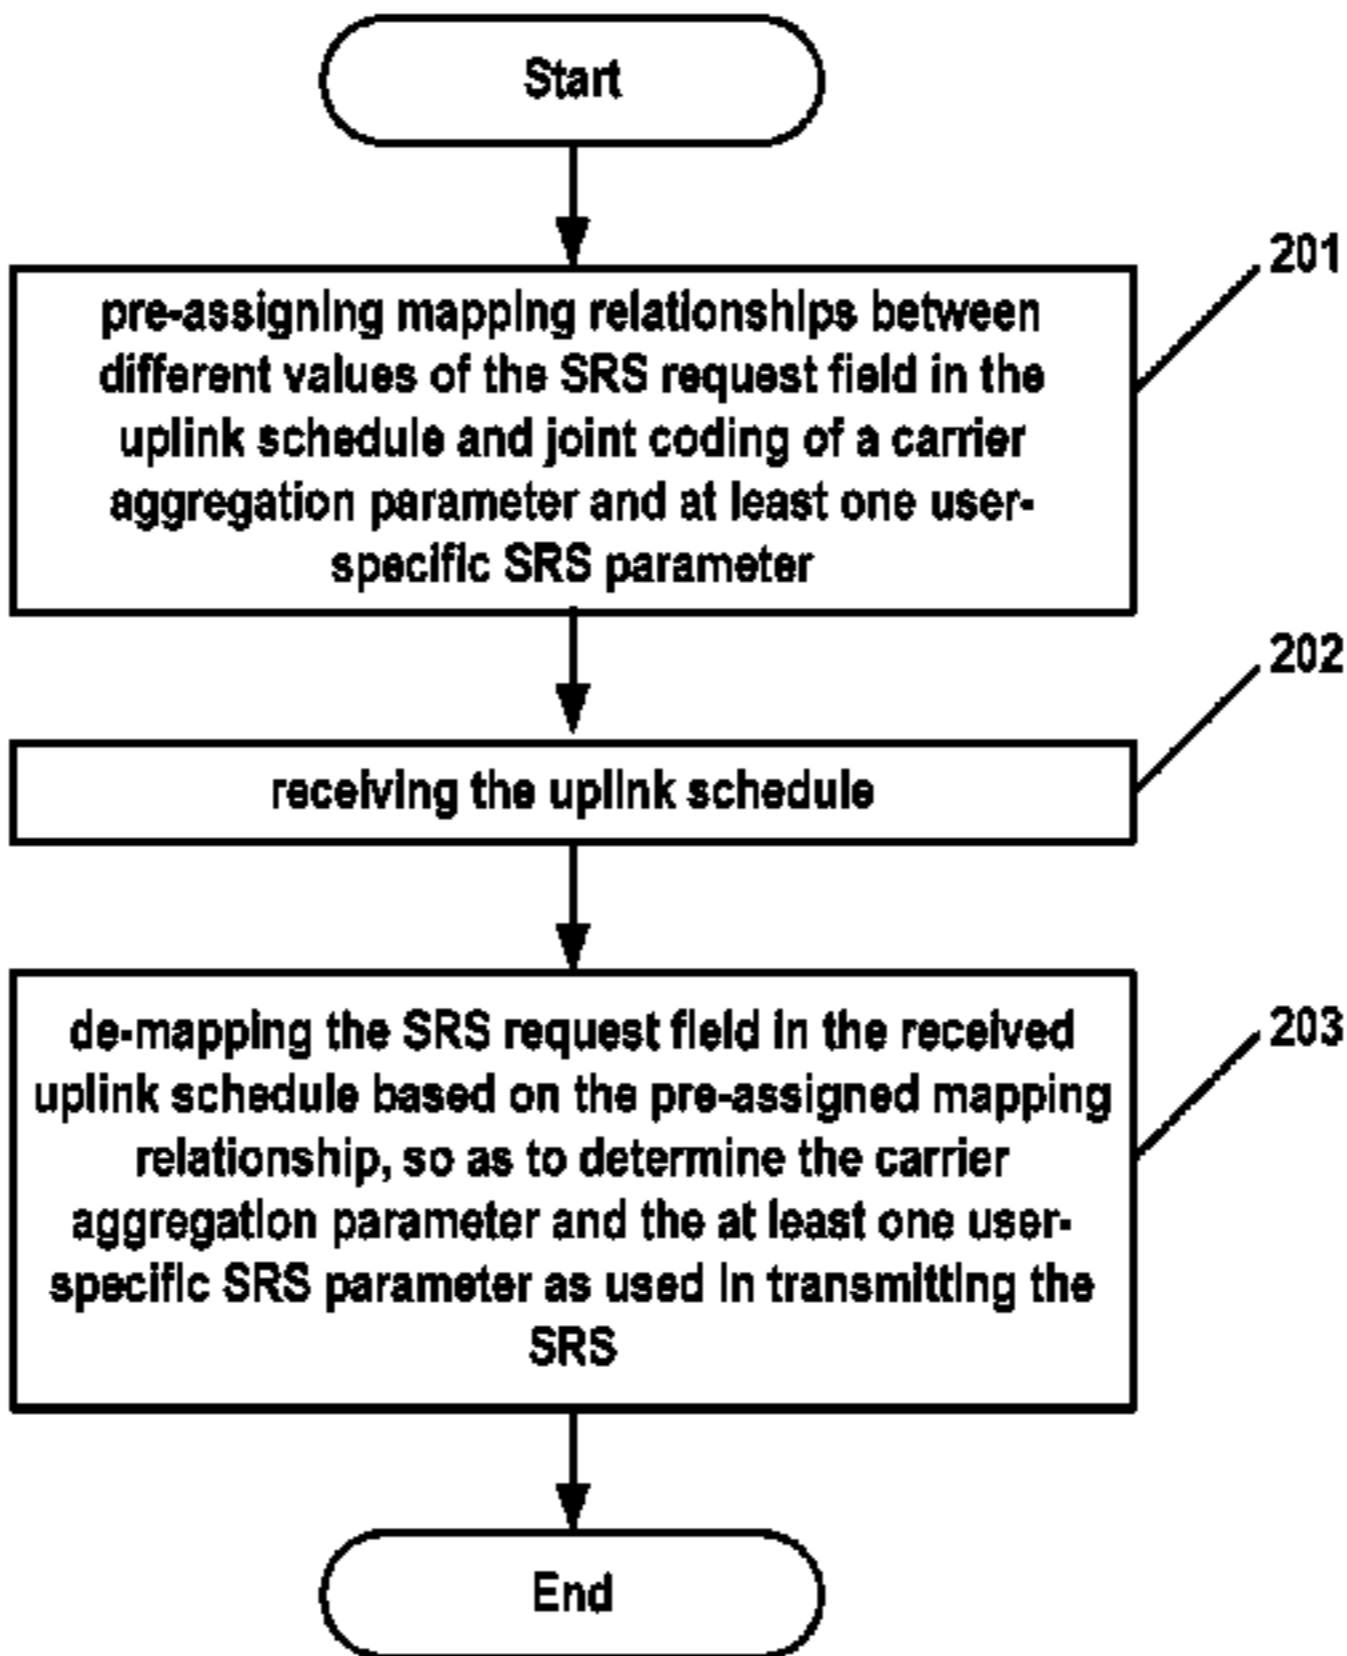 Start
201
pre-assigning mapping relationships between
different values of the SRS request field in the
uplink schedule and joint coding of a carrier
aggregation parameter and at least one user-
specific SRS parameter
202
receiving the uplink schedule
203
de-mapping the SRS request field in the received
uplink schedule based on the pre-assigned mapping
relationship, so as to determine the carrier
aggregation parameter and the at least one user-
specific SRS parameter as used in transmitting the
SRS
End